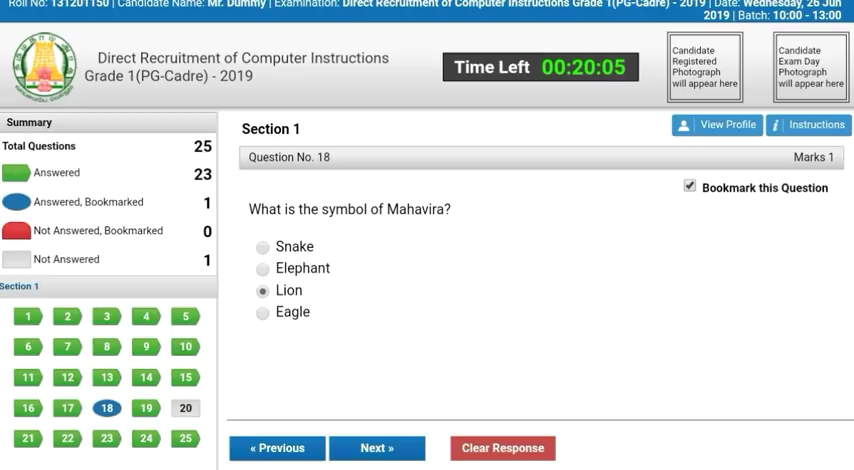 Roll No: 131201150 | Candidate Name: Mr. Dummy | Examination: Direct Recruitment of Computer Instructions Grade 1(PG-Cadre) - 2019 | Date: Wednesday, 26 Jun
2019 | Batch: 10:00 - 13:00
Direct Recruitment of Computer Instructions
Grade 1(PG-Cadre) - 2019
Time Left 00:20:05
Candidate
Registered
Photograph
will appear here
Candidate
Exam Day
Photograph
will appear here
Summary
Total Questions 25
Answered 23
Answered, Bookmarked 1
Not Answered, Bookmarked 0
Not Answered 1
Section 1
1 2 3 4 5
6 7 8 9 10
11 12 13 14 15
16 17 18 19 20
21 22 23 24 25
Section 1
View Profile
i Instructions
Question No. 18 Marks 1
Bookmark this Question
What is the symbol of Mahavira?
Snake
Elephant
Lion
Eagle
« Previous
Next »
Clear Response